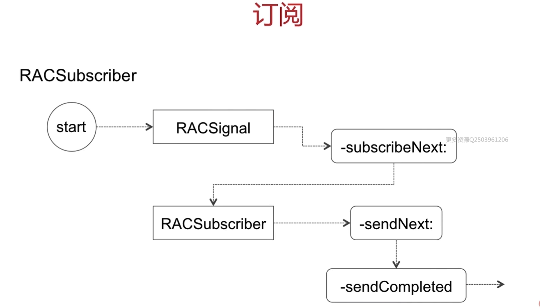 订阅
RACSubscriber
start
RACSignal
-subscribeNext:
RACSubscriber
-sendNext:
-sendCompleted